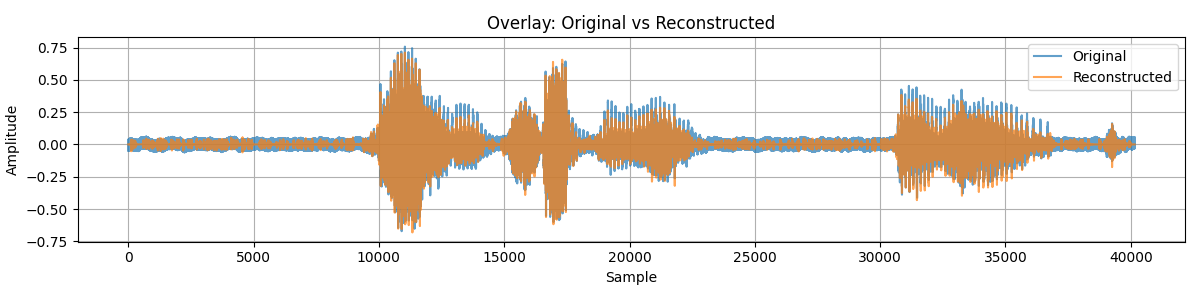 Overlay: Original vs Reconstructed
Amplitude
0.75
0.50
0.25
0.00
−0.25
−0.50
−0.75
Original
Reconstructed
0 5000 10000 15000 20000 25000 30000 35000 40000
Sample